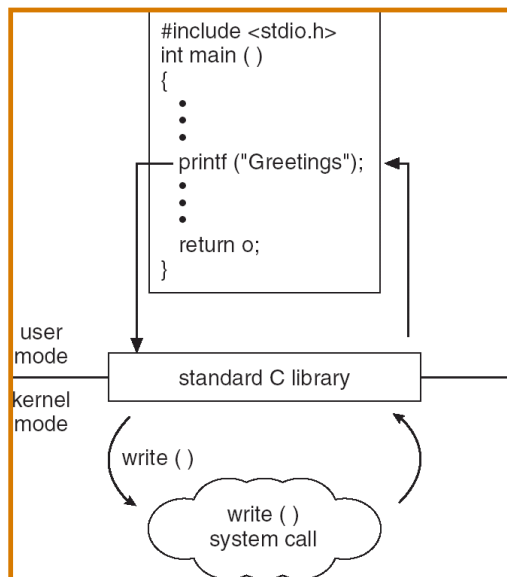 #include <stdio.h>
int main ( )
{
•
•
•
printf ("Greetings");
•
•
•
return o;
}
user
mode
standard C library
kernel
mode
write ( )
write ( )
system call